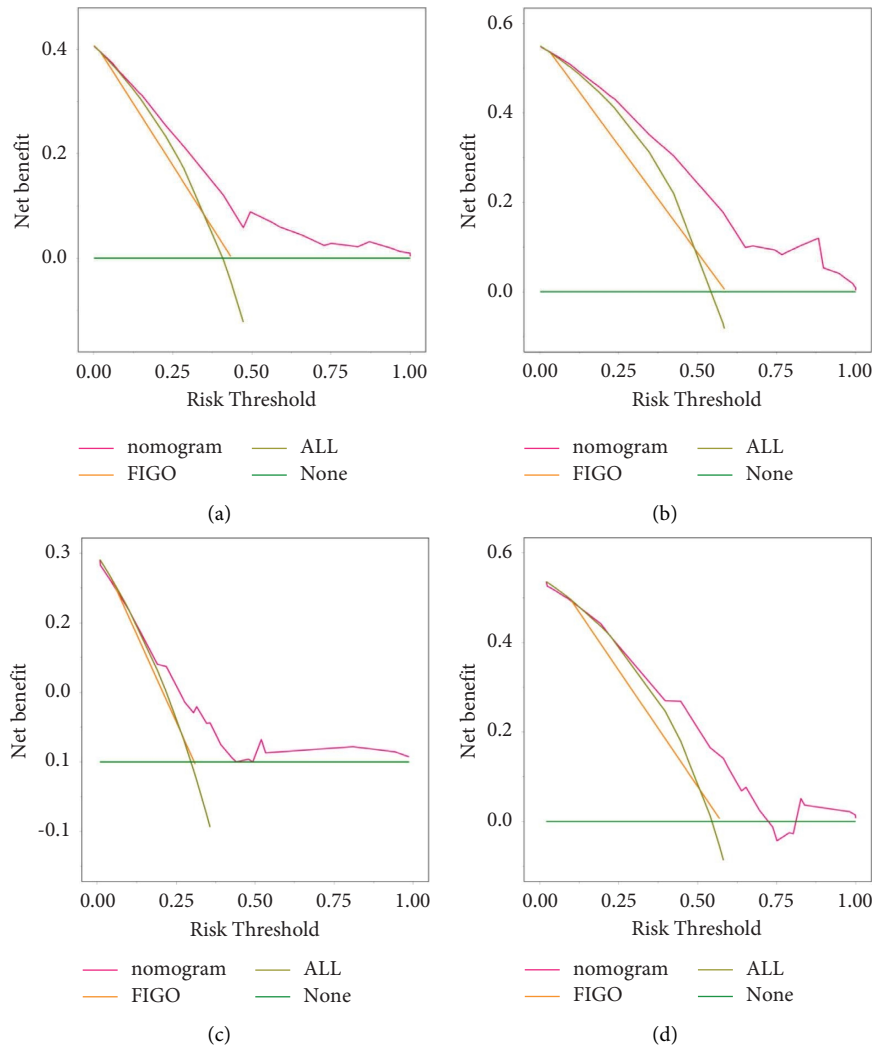 0.4
0.2
0.0
Net benefit
0.00 0.25 0.50 0.75 1.00
Risk Threshold
nomogram ALL
FIGO None
(a)
0.6
0.4
0.2
0.0
Net benefit
0.00 0.25 0.50 0.75 1.00
Risk Threshold
nomogram ALL
FIGO None
(b)
0.3
0.2
0.0
0.1
-0.1
Net benefit
0.00 0.25 0.50 0.75 1.00
Risk Threshold
nomogram ALL
FIGO None
(c)
0.6
0.4
0.2
0.0
Net benefit
0.00 0.25 0.50 0.75 1.00
Risk Threshold
nomogram ALL
FIGO None
(d)